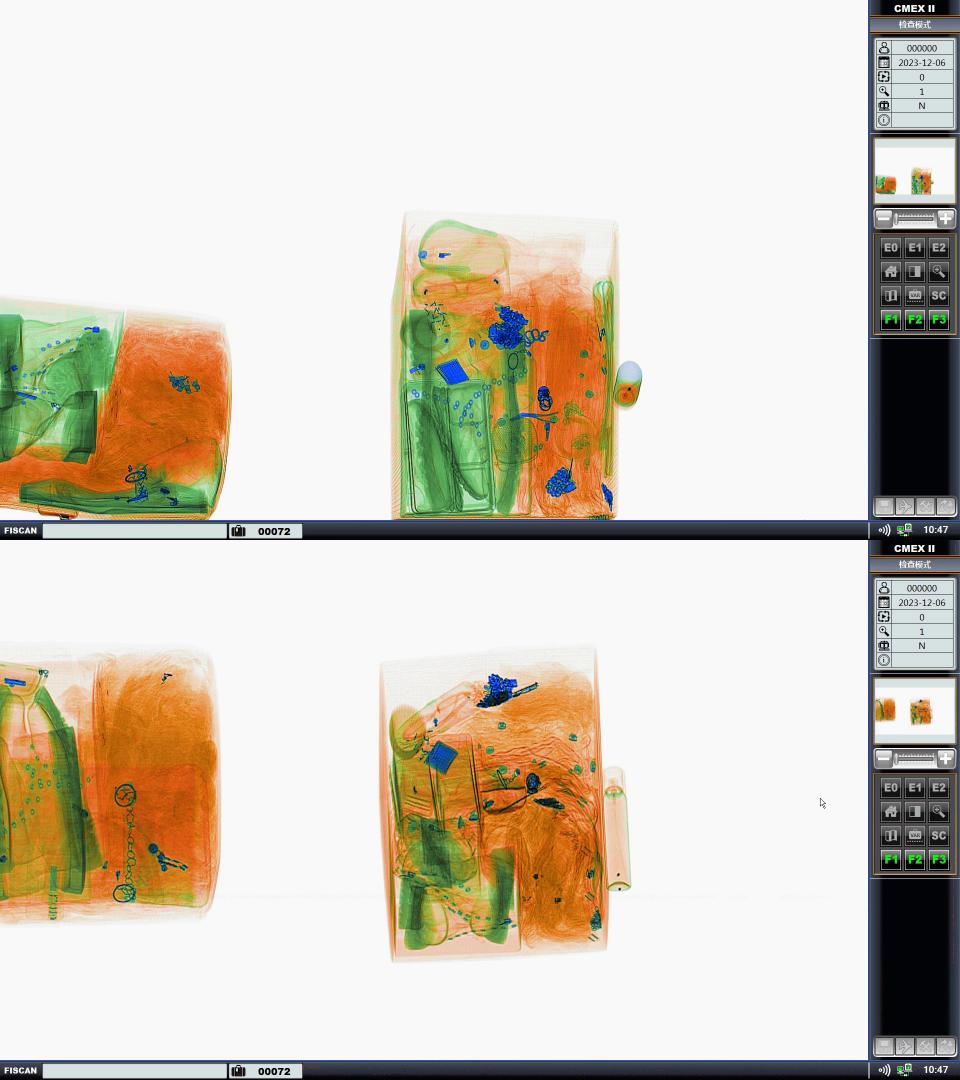 CMEX II
检查模式
000000
2023-12-06
0
1
N
E0 E1 E2
VAR SC
F1 F2 F3
FISCAN 00072 10:47
CMEX II
检查模式
000000
2023-12-06
0
1
N
E0 E1 E2
VAR SC
F1 F2 F3
FISCAN 00072 10:47